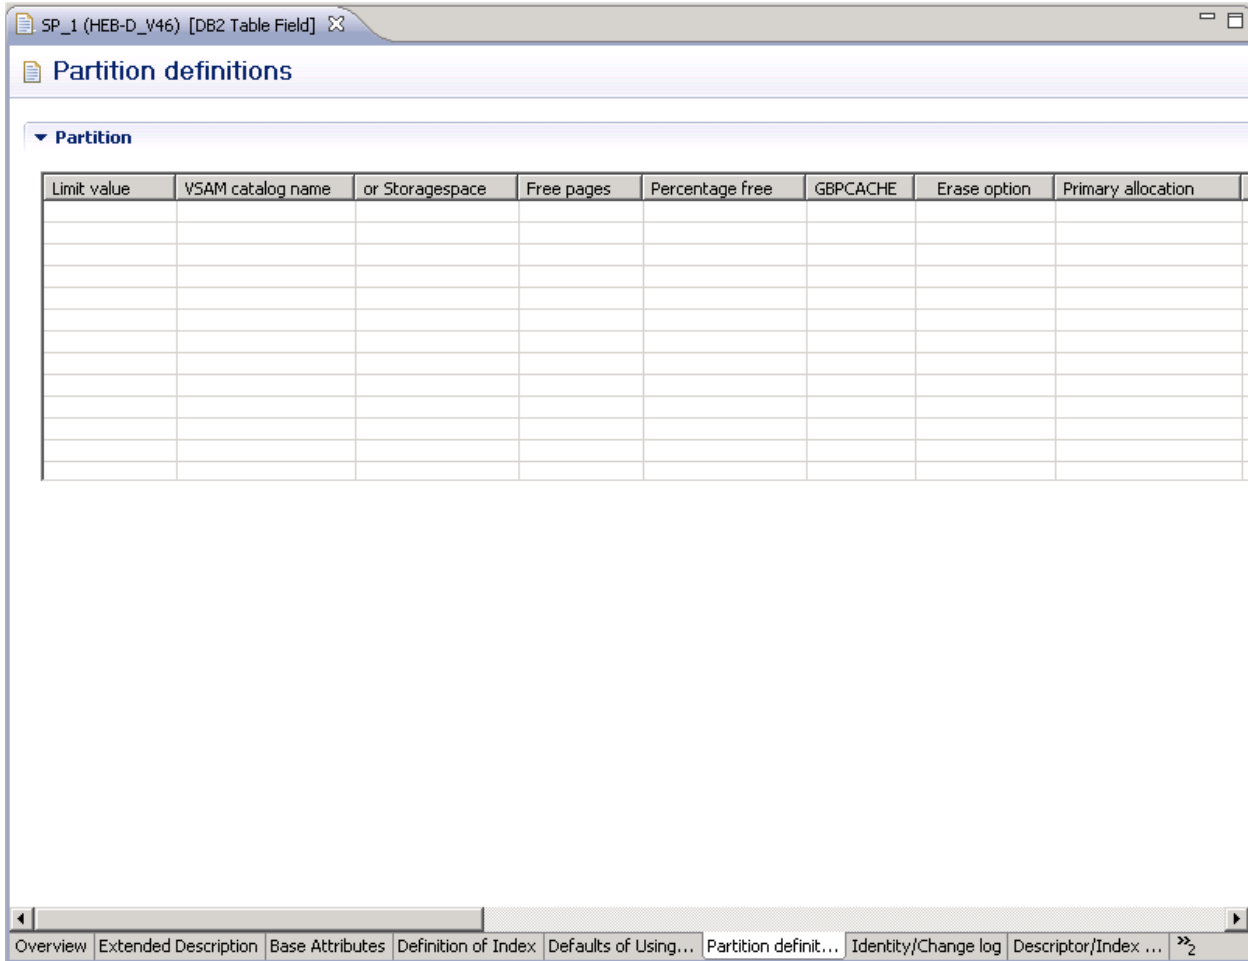 SP_1 (HEB-D_V46) [DB2 Table Field]
Partition definitions
Partition
Limit value VSAM catalog name or Storagespace Free pages Percentage free GBPCACHE Erase option Primary allocation
Overview Extended Description Base Attributes Definition of Index Defaults of Using... Partition definit... Identity/Change log Descriptor/Index ... »2